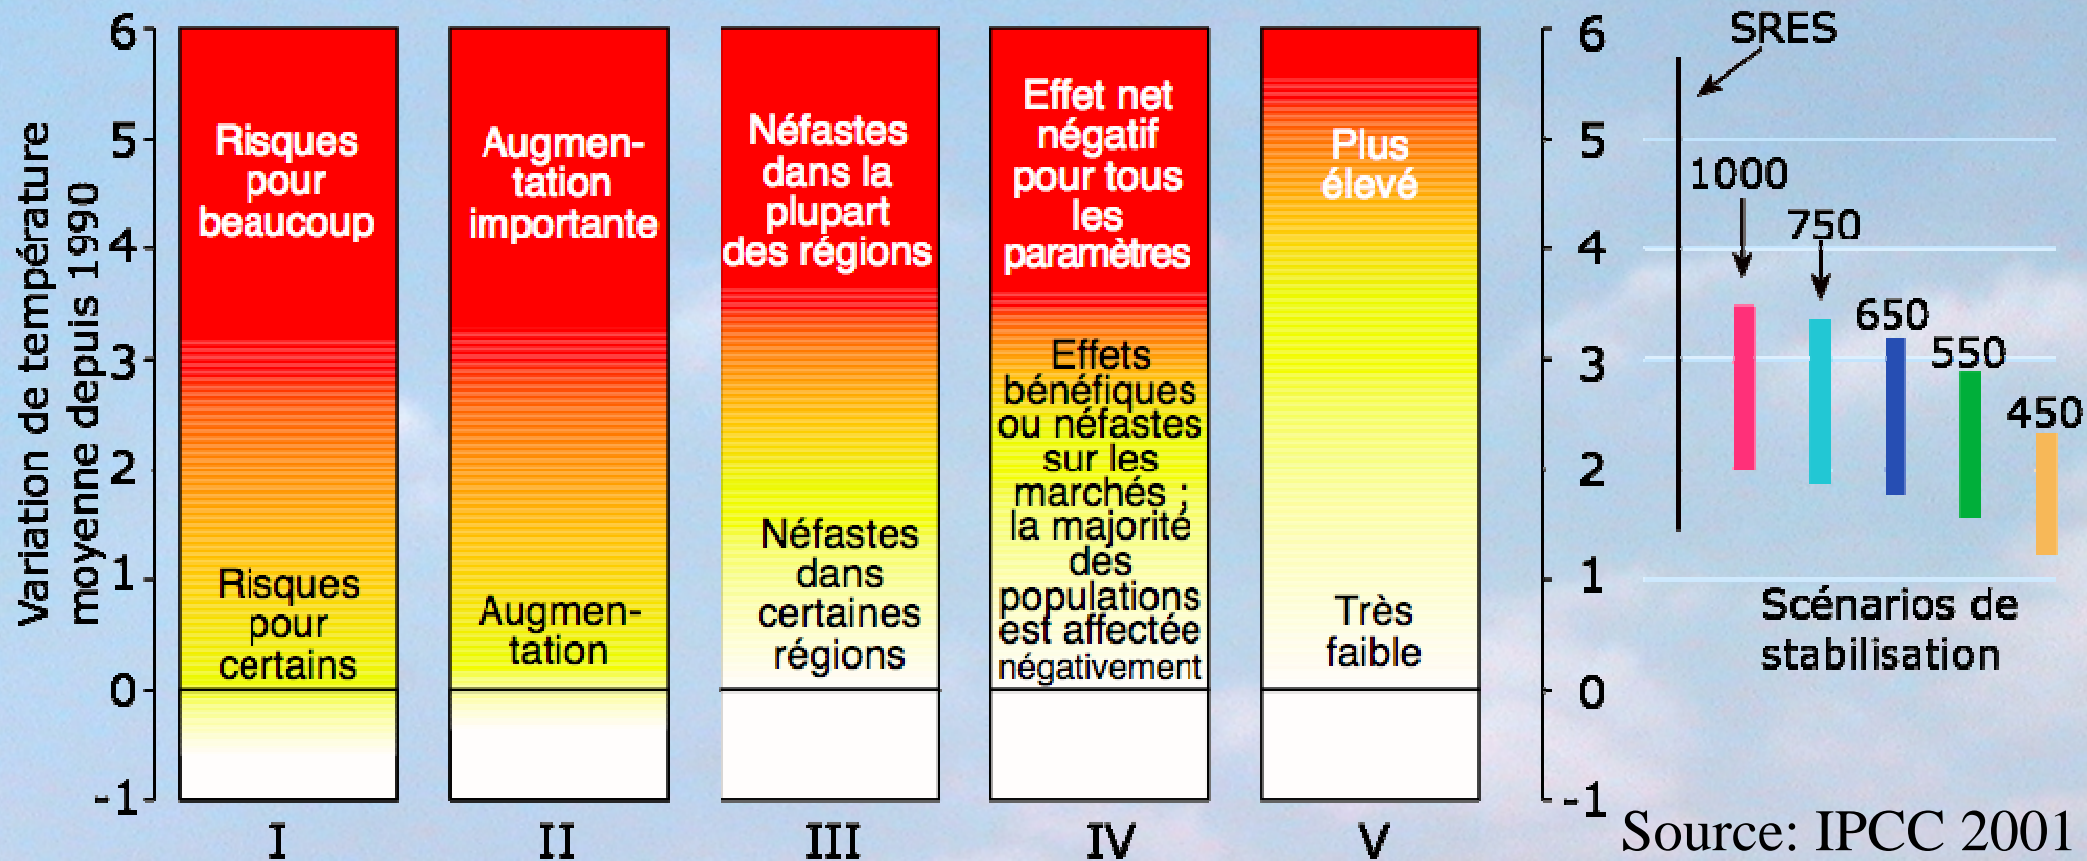 Variation de température
moyenne depuis 1990
6
5
4
3
2
1
0
-1
Risques
pour
beaucoup
Risques
pour
certains
I
Augmen-
tation
importante
Augmen-
tation
II
Néfastes
dans la
plupart
des régions
Néfastes
dans
certaines
régions
III
Effet net
négatif
pour tous
les
paramètres
Effets
bénéfiques
ou néfastes
sur les
marchés ;
la majorité
des
populations
est affectée
négativement
IV
Plus
élevé
Très
faible
V
6
5
4
3
2
1
0
-1
SRES
1000
750
650
550
450
Scénarios de
stabilisation
Source: IPCC 2001